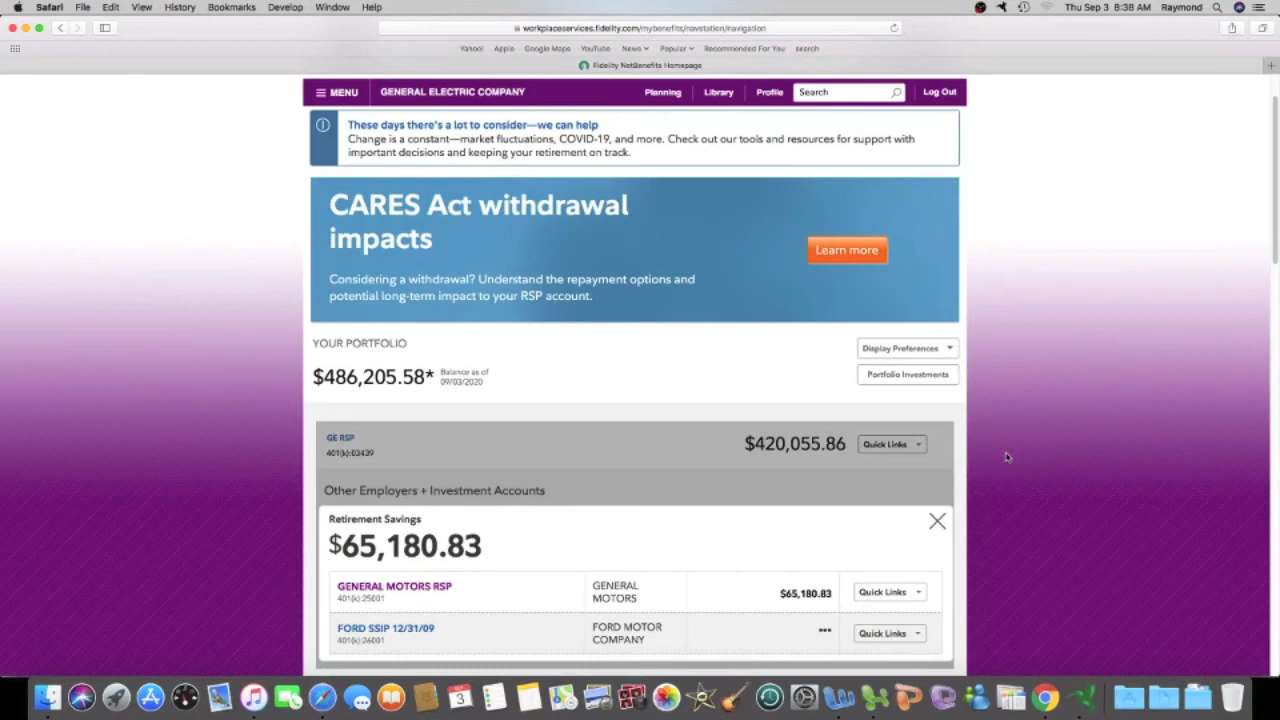 Safari File Edit View History Bookmarks Develop Window Help Thu Sep 3 8:38 AM Raymond
workplaceservices.fidelity.com/mybenefits/navstation/navigation
Yahoo! Apple Google Maps YouTube News Popular Recommended For You search
Fidelity NetBenefits Homepage
MENU GENERAL ELECTRIC COMPANY Planning Library Profile Search Log Out
These days there's a lot to consider—we can help
Change is a constant—market fluctuations, COVID-19, and more. Check out our tools and resources for support with
important decisions and keeping your retirement on track.
CARES Act withdrawal
impacts
Learn more
Considering a withdrawal? Understand the repayment options and
potential long-term impact to your RSP account.
YOUR PORTFOLIO
Display Preferences
$486,205.58* Balance as of
09/03/2020
Portfolio Investments
GE RSP
401(k):03439
$420,055.86 Quick Links
Other Employers + Investment Accounts
Retirement Savings
$65,180.83
GENERAL MOTORS RSP
401(k):25001
GENERAL
MOTORS
$65,180.83 Quick Links
FORD SSIP 12/31/09
401(k):26001
FORD MOTOR
COMPANY
••• Quick Links